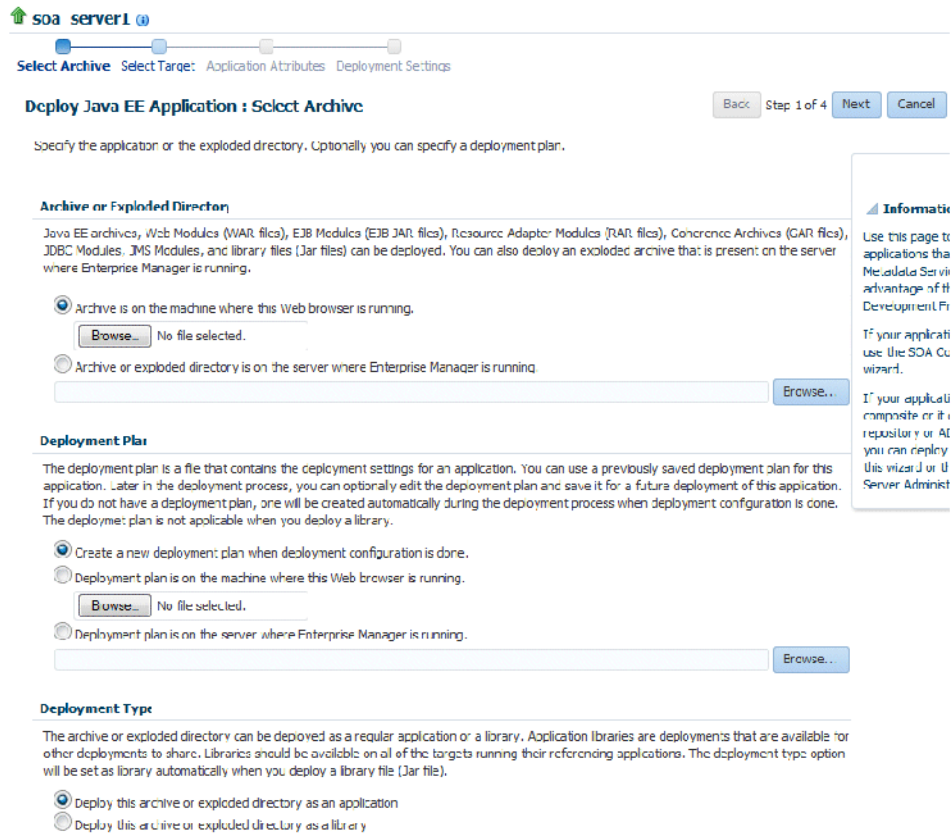 soa_server1
Select Archive Select Target Application Attributes Deployment Settings
Deploy Java EE Application : Select Archive
Back Step 1 of 4 Next Cancel
Specify the application or the exploded directory. Optionally you can specify a deployment plan.
Archive or Exploded Directory
Java EE archives, Web Modules (WAR files), EJB Modules (EJB JAR files), Resource Adapter Modules (RAR files), Coherence Archives (GAR files),
JDBC Modules, JMS Modules, and library files (Jar files) can be deployed. You can also deploy an exploded archive that is present on the server
where Enterprise Manager is running.
Archive is on the machine where this Web browser is running.
Browse... No file selected.
Archive or exploded directory is on the server where Enterprise Manager is running.
Browse...
Deployment Plan
The deployment plan is a file that contains the deployment settings for an application. You can use a previously saved deployment plan for this
application. Later in the deployment process, you can optionally edit the deployment plan and save it for a future deployment of this application.
If you do not have a deployment plan, one will be created automatically during the deployment process when deployment configuration is done.
The deploymet plan is not applicable when you deploy a library.
Create a new deployment plan when deployment configuration is done.
Deployment plan is on the machine where this Web browser is running.
Browse... No file selected.
Deployment plan is on the server where Enterprise Manager is running.
Browse...
Deployment Type
The archive or exploded directory can be deployed as a regular application or a library. Application libraries are deployments that are available for
other deployments to share. Libraries should be available on all of the targets running their referencing applications. The deployment type option
will be set as library automatically when you deploy a library file (Jar file).
Deploy this archive or exploded directory as an application
Deploy this archive or exploded directory as a library
Informatio
Use this page to
applications tha
Metadata Servi
advantage of th
Development Fr
If your applicati
use the SOA Co
wizard.
If your applicati
composite or it
repository or AD
you can deploy
this wizard or th
Server Administ